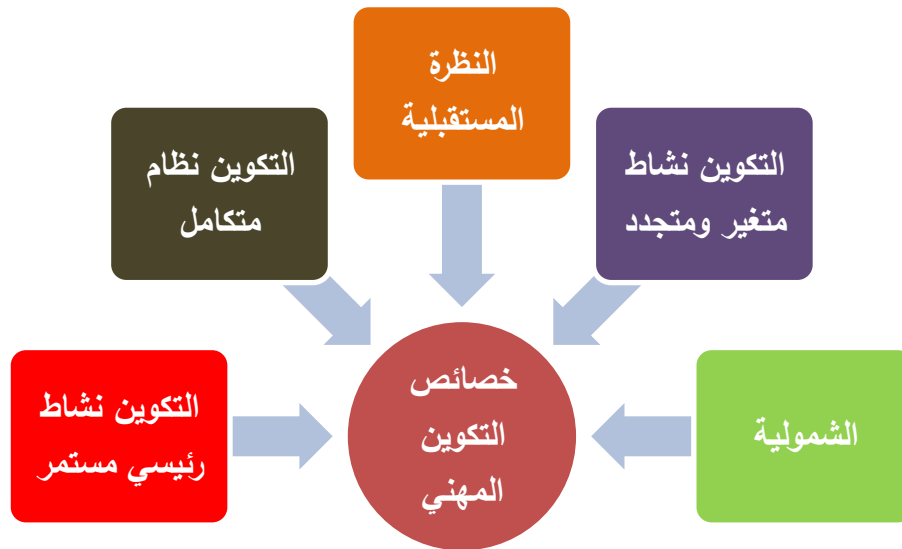 النظرة
المستقبلية
التكوين نشاط
متغير ومتجدد
التكوين نظام
متكامل
خصائص
التكوين
المهني
الشمولية
التكوين نشاط
رئيسي مستمر